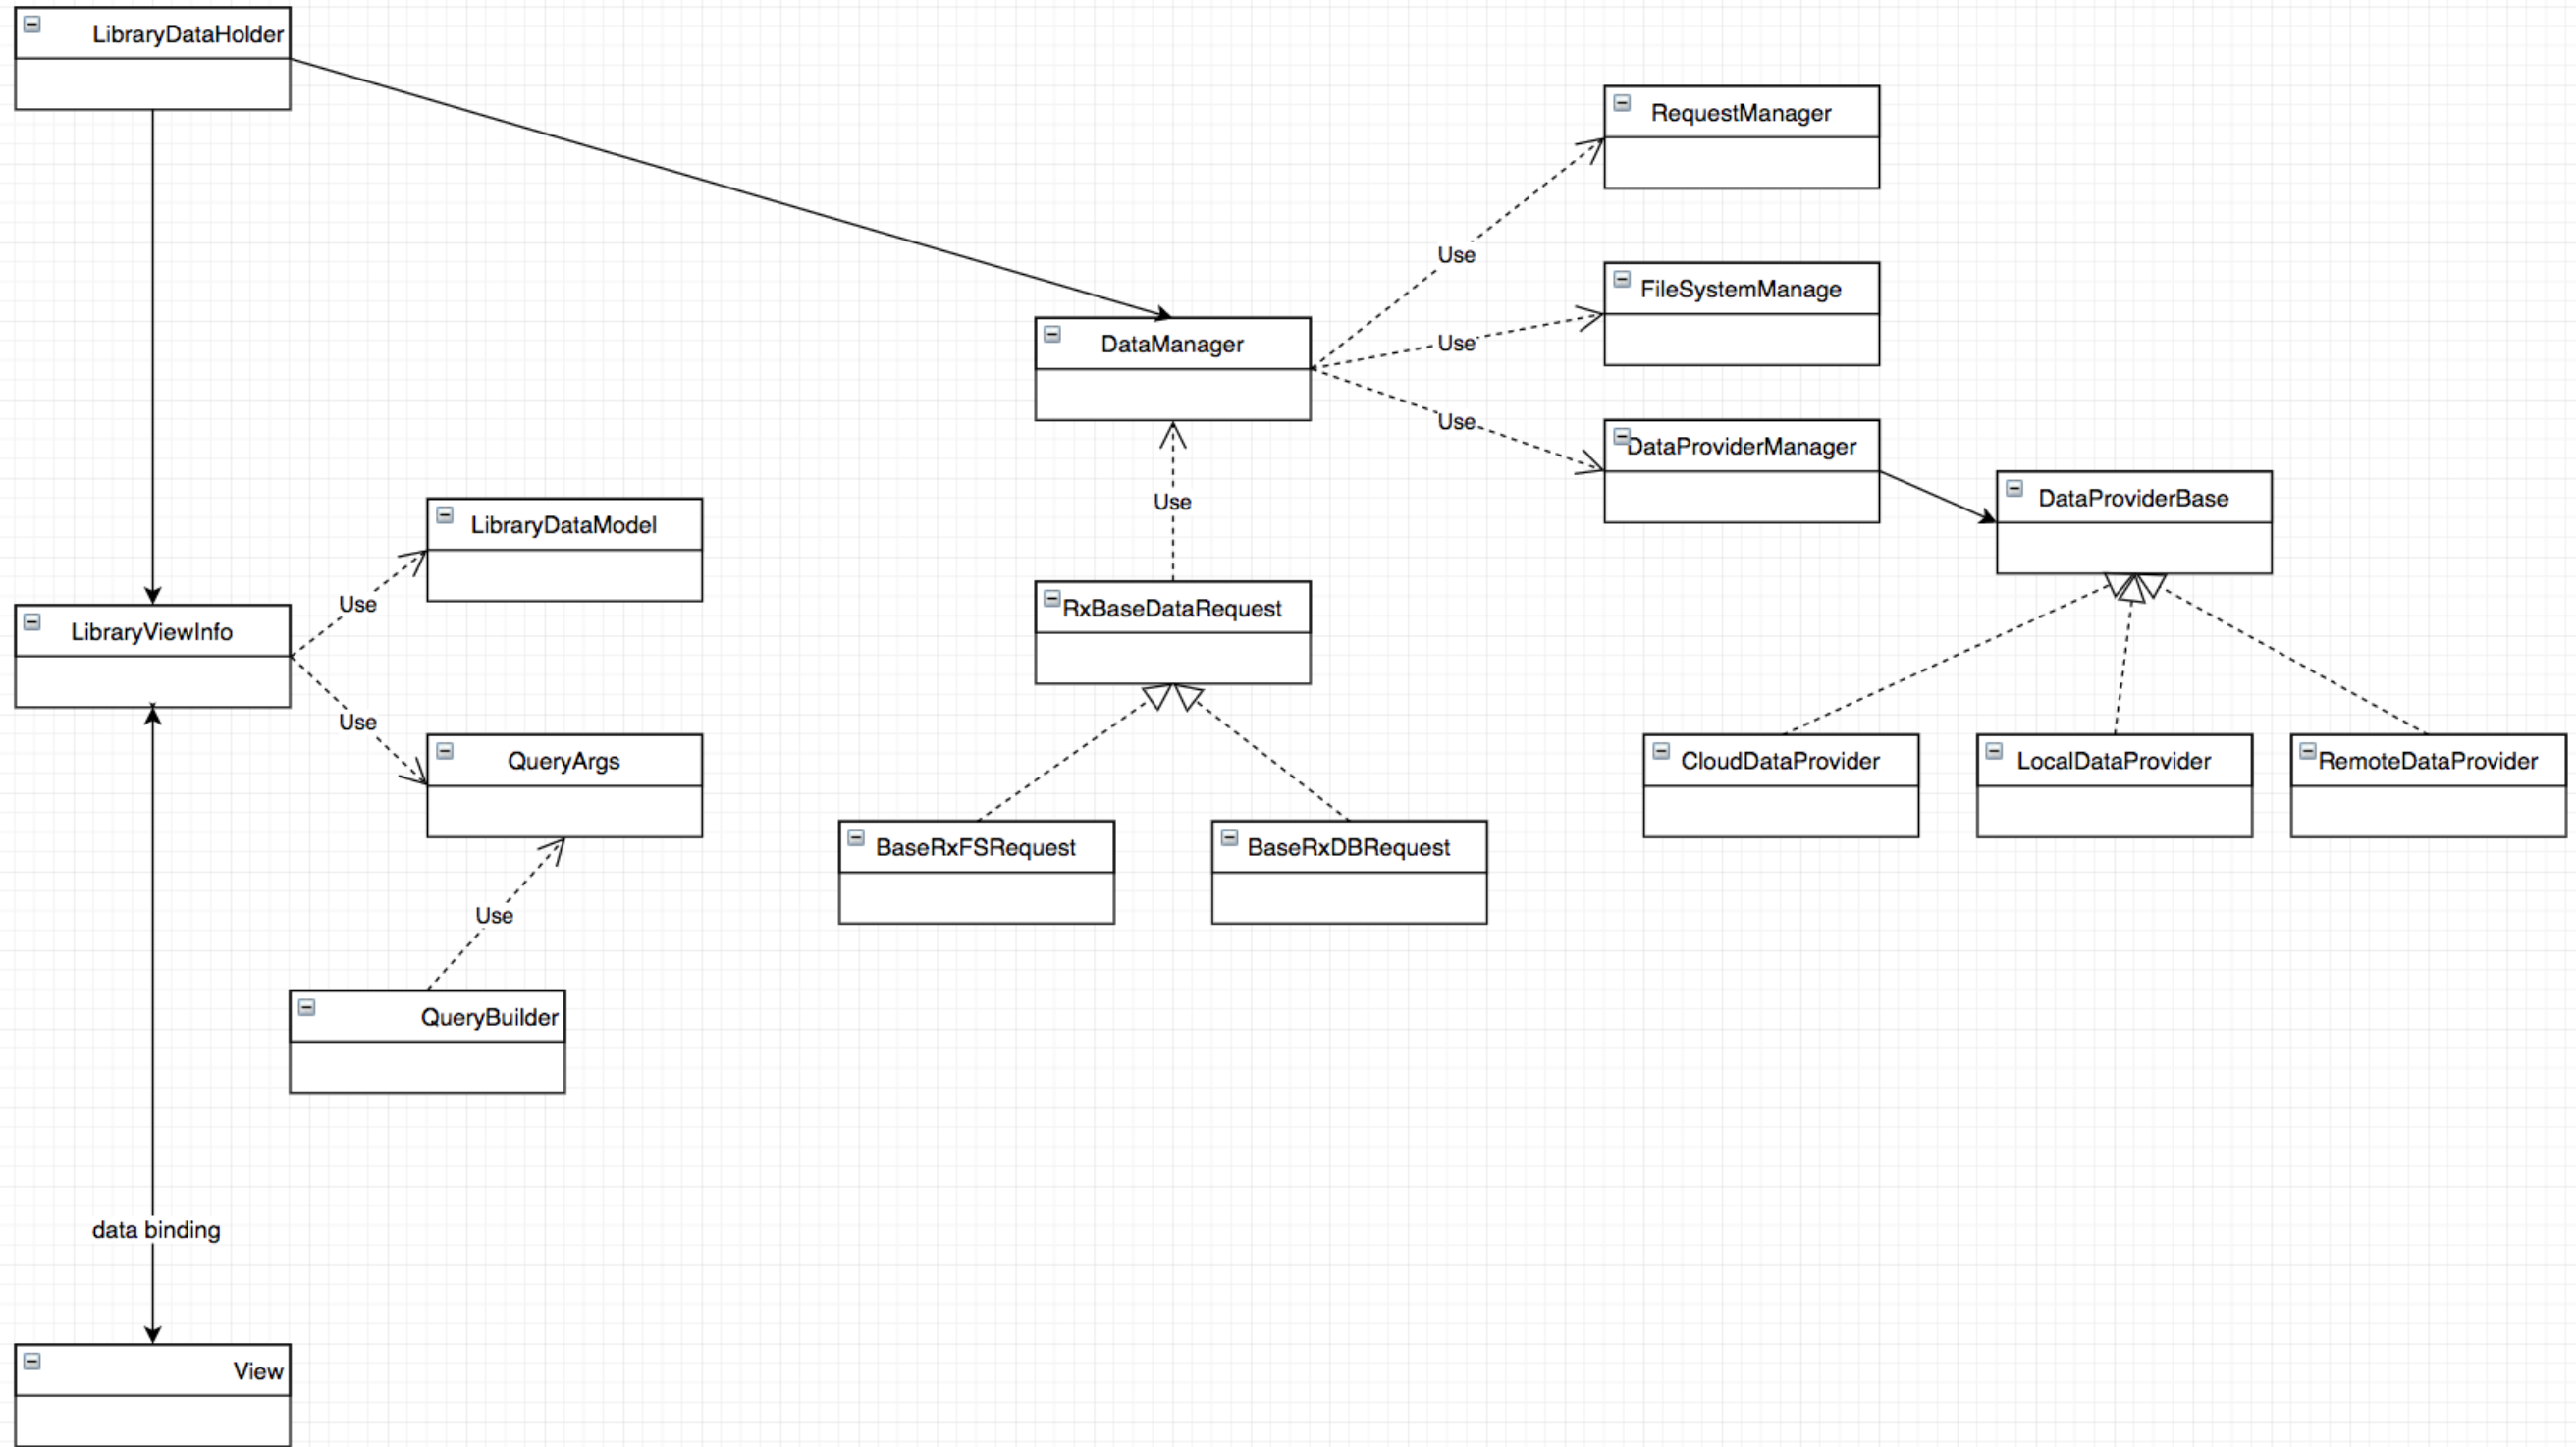 LibraryDataHolder
RequestManager
Use
FileSystemManage
DataManager
Use
Use
DataProviderManager
DataProviderBase
LibraryDataModel
Use
Use
RxBaseDataRequest
LibraryViewInfo
Use
QueryArgs
CloudDataProvider
LocalDataProvider
RemoteDataProvider
BaseRxFSRequest
BaseRxDBRequest
Use
QueryBuilder
data binding
View